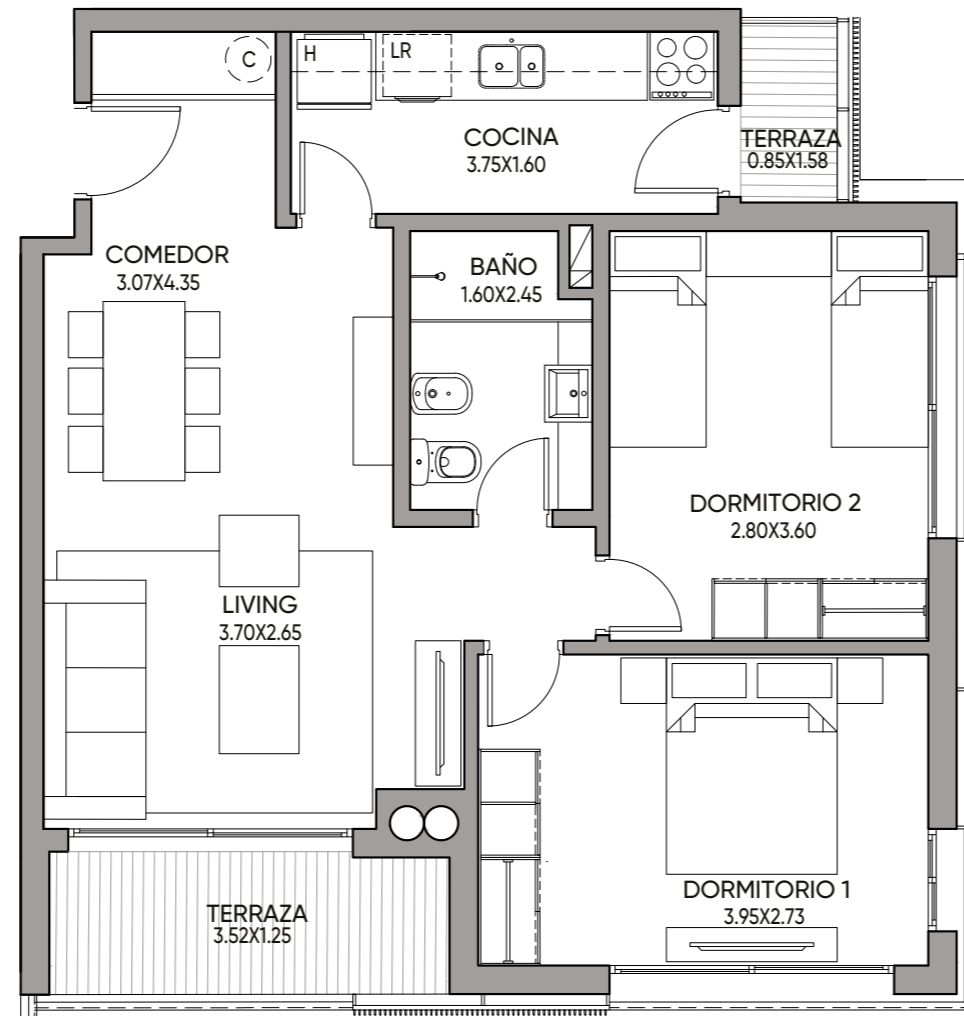 C
H
LR
COCINA
3.75X1.60
TERRAZA
0.85X1.58
COMEDOR
3.07X4.35
BAÑO
1.60X2.45
DORMITORIO 2
2.80X3.60
LIVING
3.70X2.65
DORMITORIO 1
3.95X2.73
TERRAZA
3.52X1.25